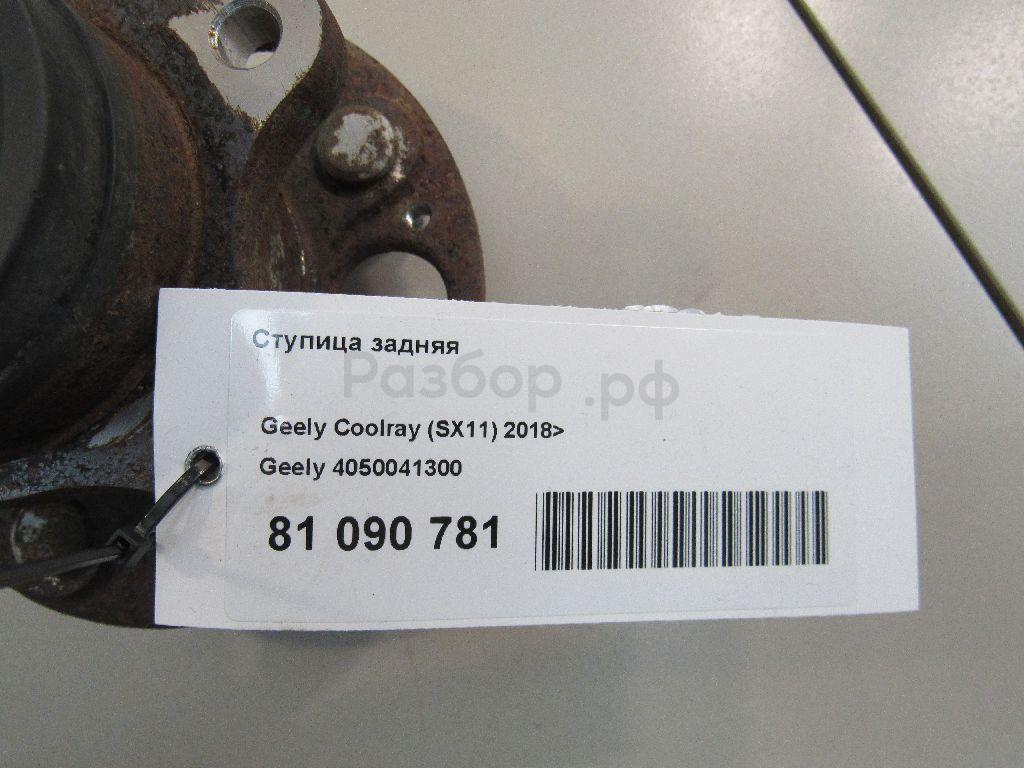 Ступица задняя
Разбор.рф
Geely Coolray (SX11) 2018>
Geely 4050041300
81 090 781